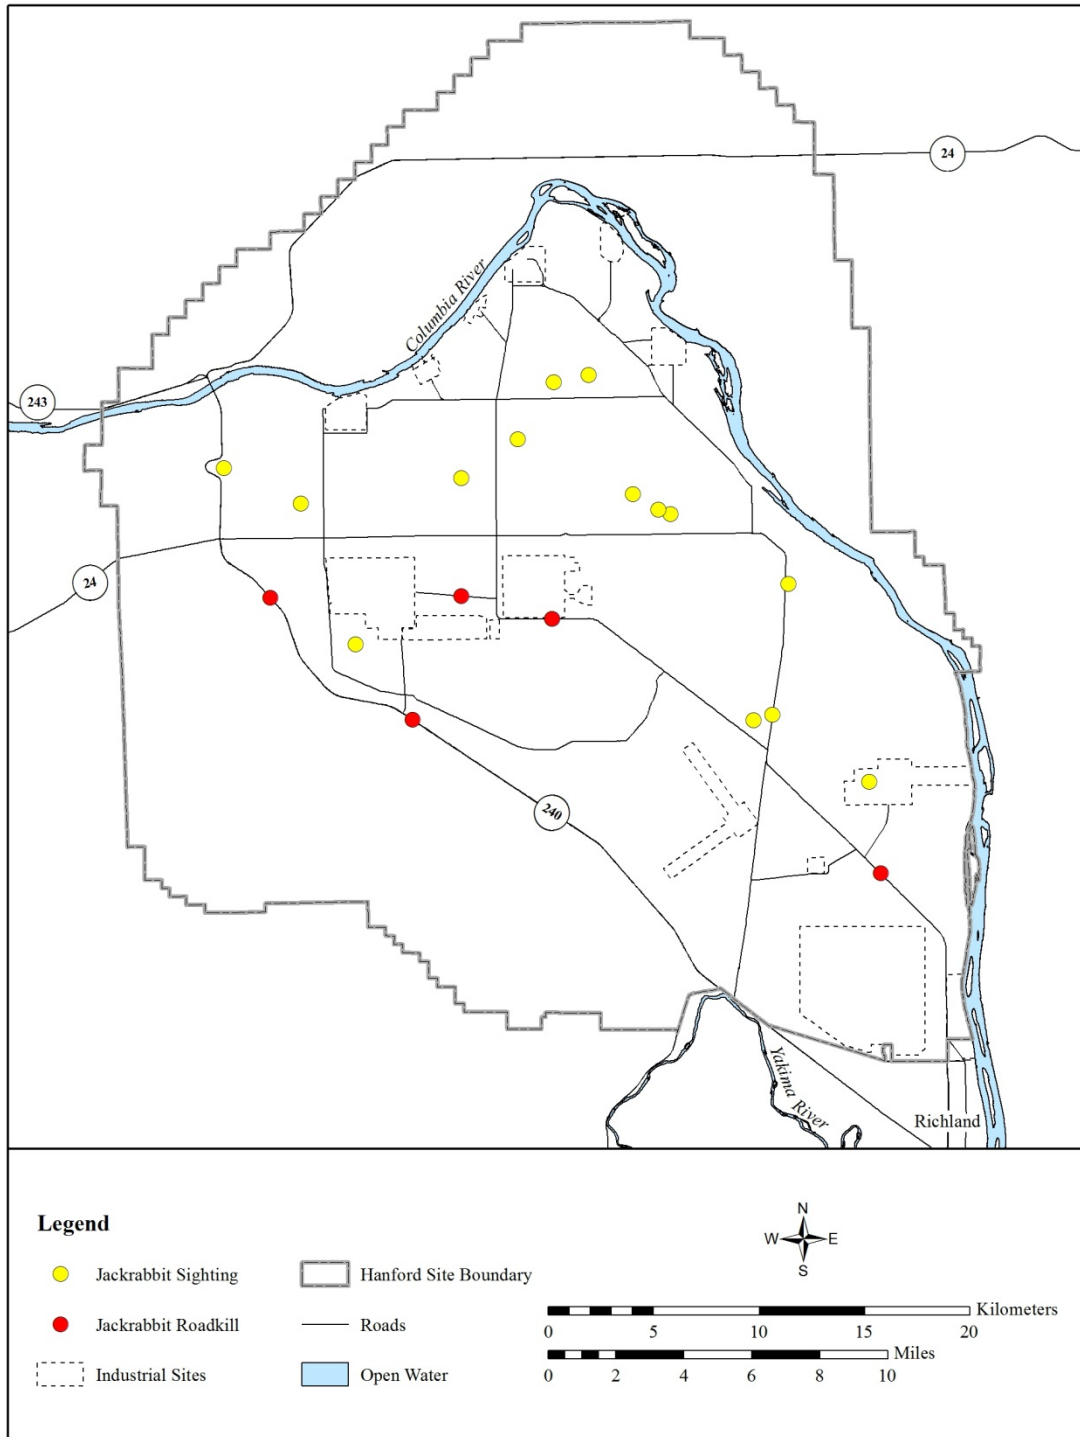 24
Columbia River
243
24
240
Yakima River
Richland
Legend
Jackrabbit Sighting
Jackrabbit Roadkill
Industrial Sites
Hanford Site Boundary
Roads
Open Water
N
W E
S
Kilometers
0 5 10 15 20
Miles
0 2 4 6 8 10